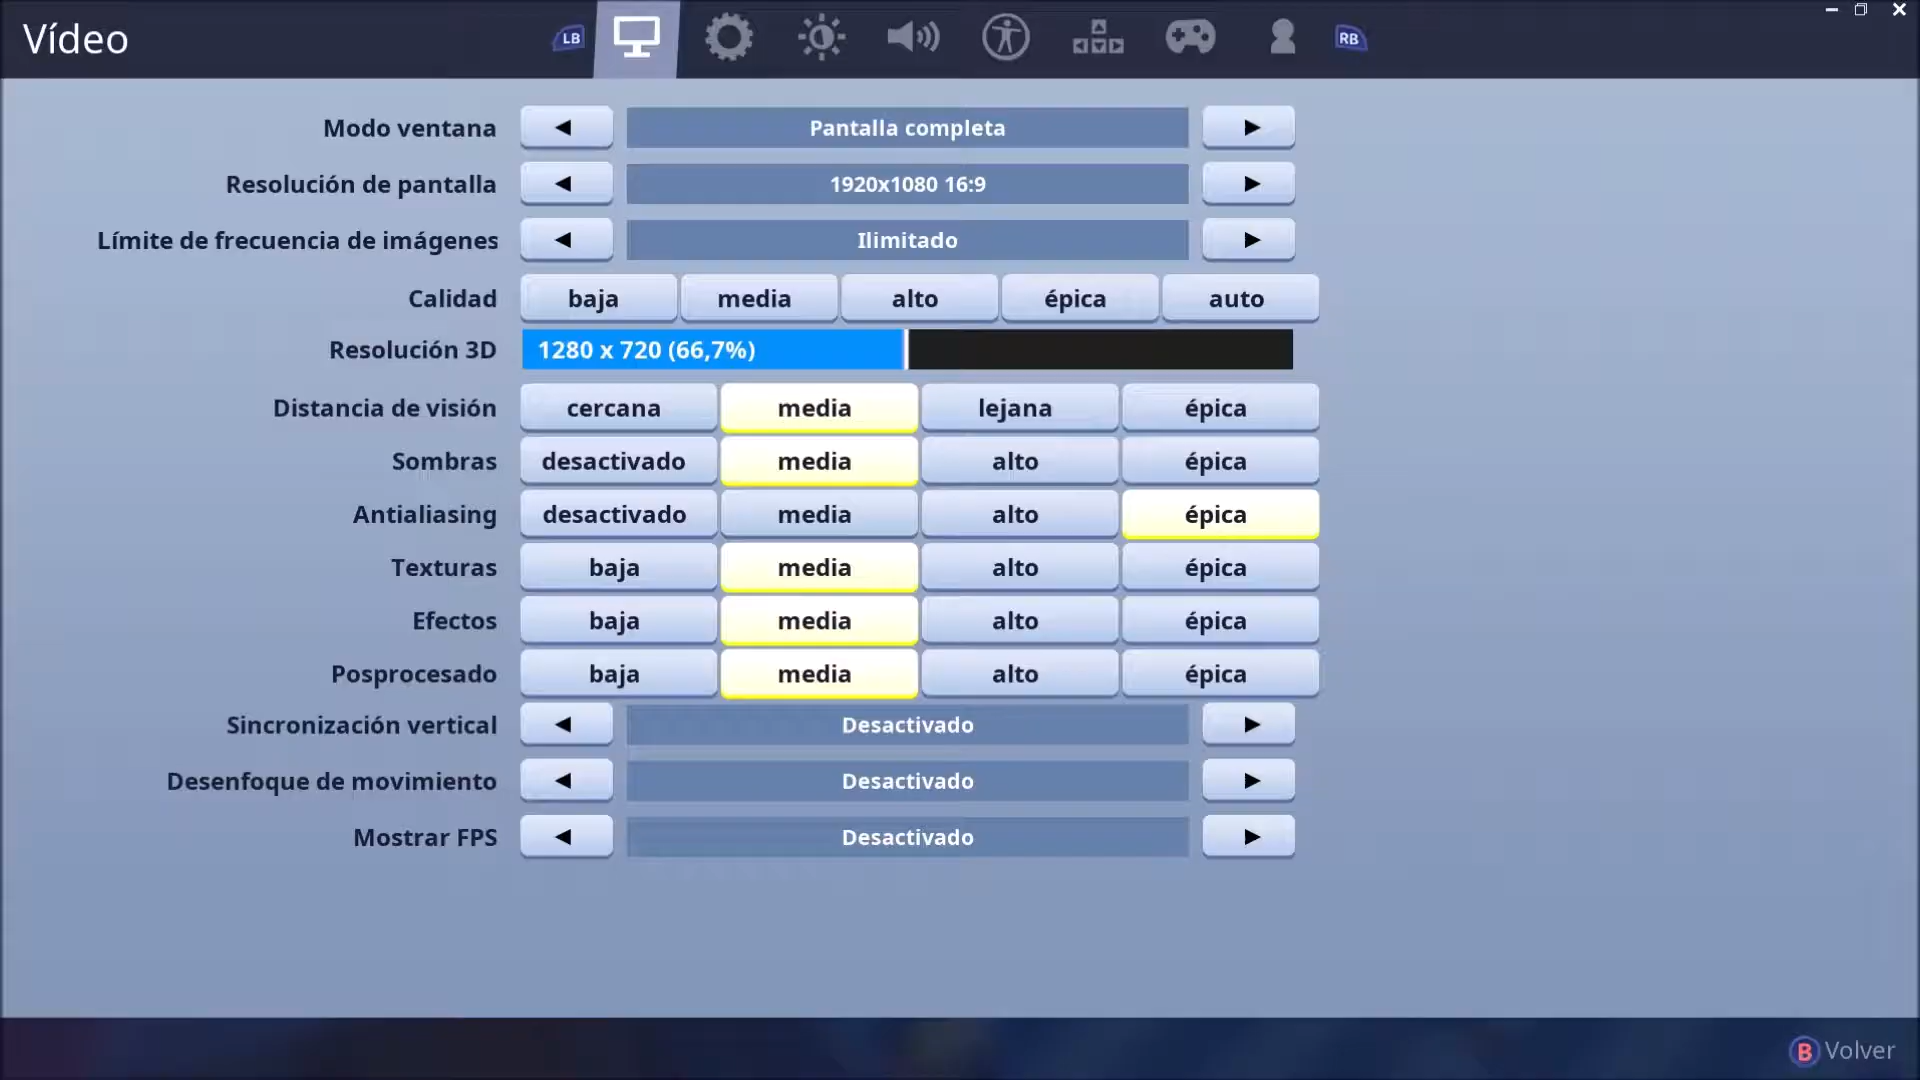 Vídeo
LB
RB
Modo ventana
Pantalla completa
Resolución de pantalla
1920x1080 16:9
Límite de frecuencia de imágenes
Ilimitado
Calidad baja media alto épica auto
Resolución 3D 1280 x 720 (66,7%)
Distancia de visión cercana media lejana épica
Sombras desactivado media alto épica
Antialiasing desactivado media alto épica
Texturas baja media alto épica
Efectos baja media alto épica
Posprocesado baja media alto épica
Sincronización vertical
Desactivado
Desenfoque de movimiento
Desactivado
Mostrar FPS
Desactivado
B Volver